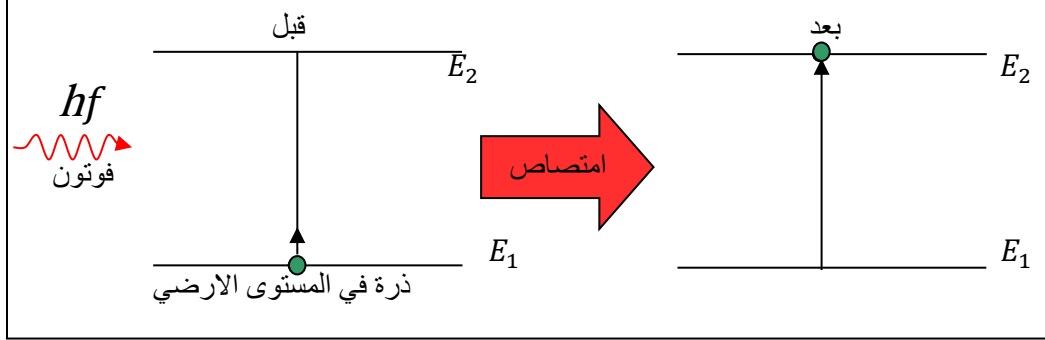 قبل
E₂
hf
فوتون
E₁
ذرة في المستوى الارضي
امتصاص
بعد
E₂
E₁